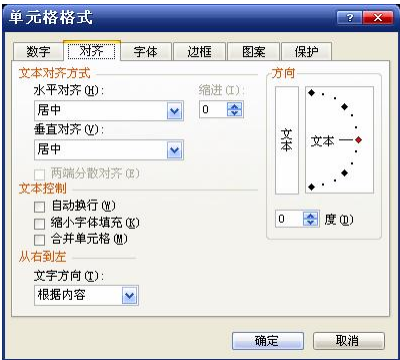 单元格格式
数字 对齐 字体 边框 图案 保护
文本对齐方式
水平对齐(H): 缩进(I):
居中 0
垂直对齐(V):
居中
两端分散对齐(E)
文本控制
自动换行(W)
缩小字体填充(K)
合并单元格(M)
从右到左
文字方向(T):
根据内容
方向
文本
文本
0 度(D)
确定 取消